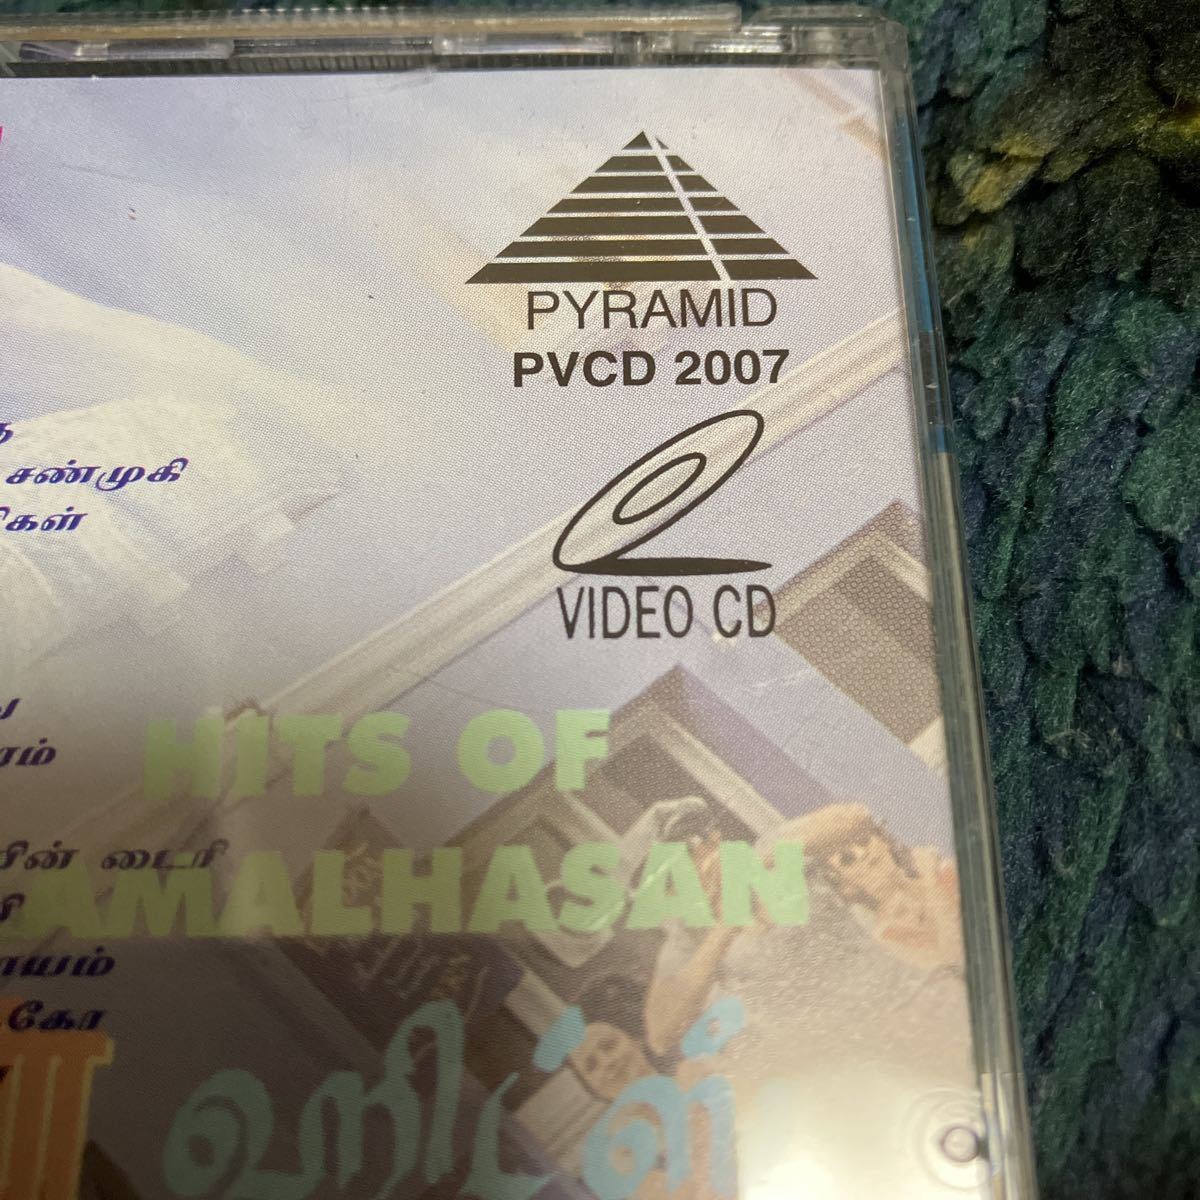 PYRAMID
PVCD 2007
சண்முகி
VIDEO CD
HITS OF
AMALHASAN
டைரி
ஹிட்ஸ்